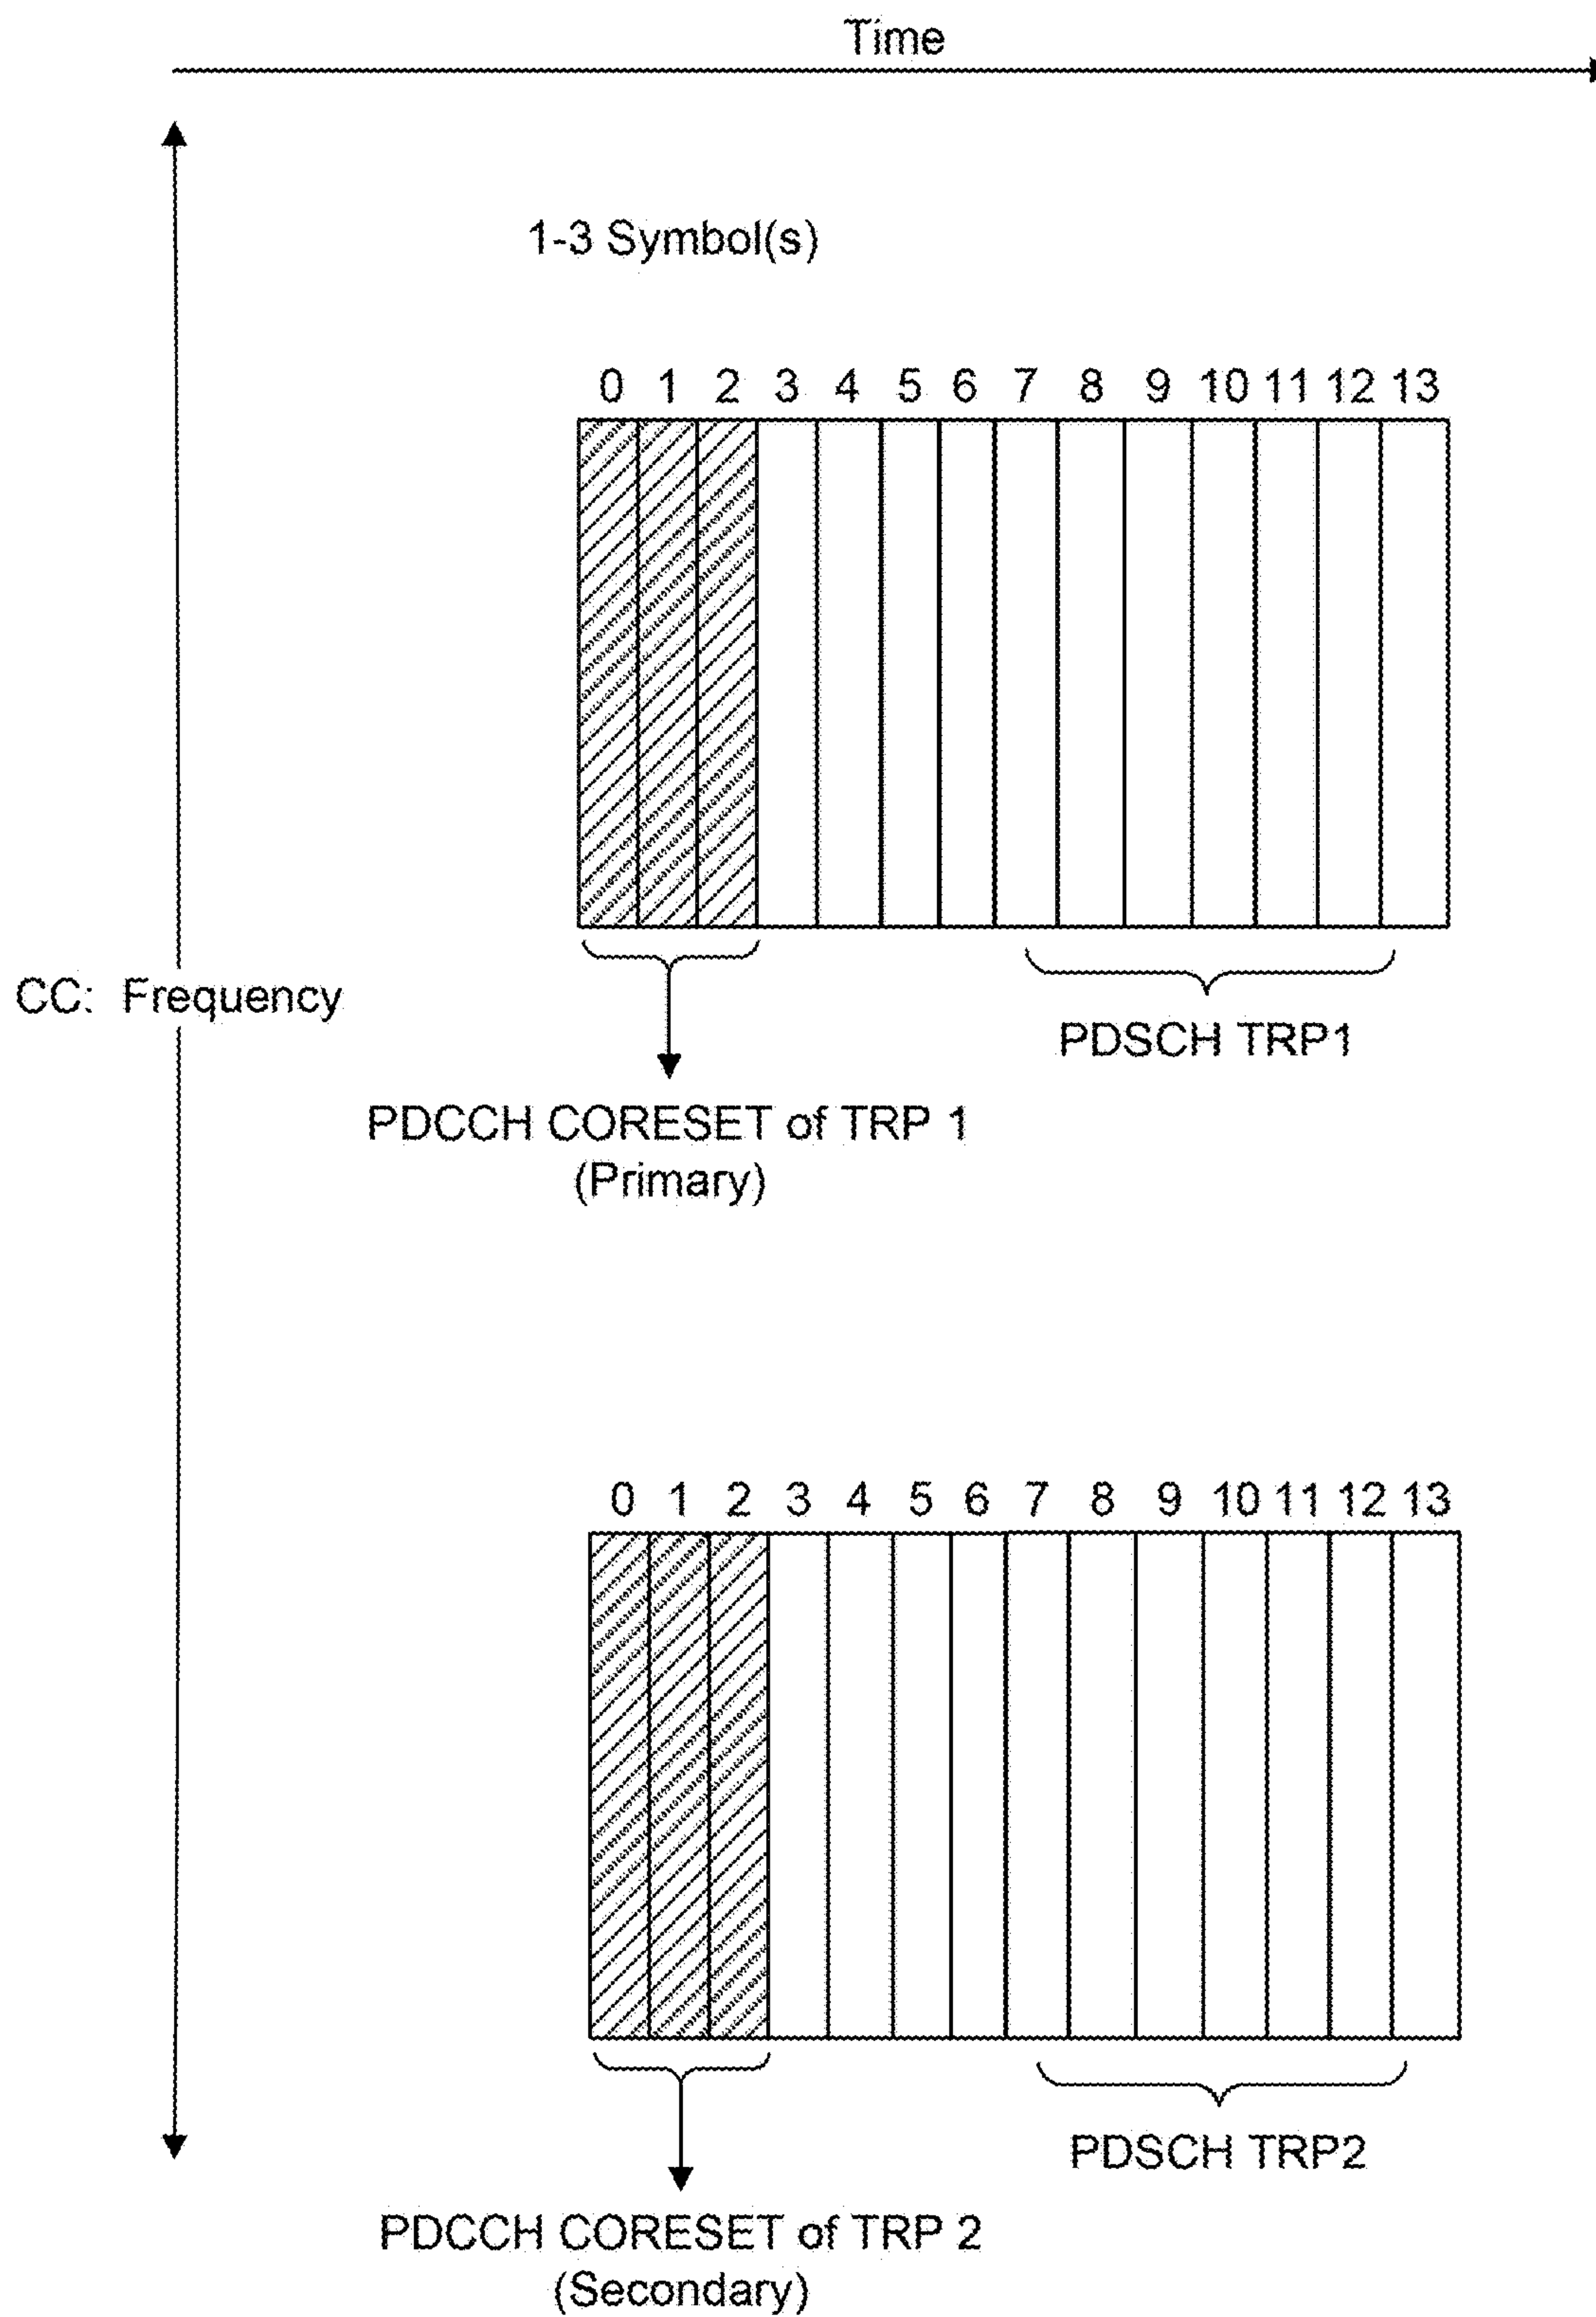 Time
1-3 Symbol(s)
0 1 2 3 4 5 6 7 8 9 10 11 12 13
CC: Frequency
PDSCH TRP1
PDCCH CORESET of TRP 1
(Primary)
0 1 2 3 4 5 6 7 8 9 10 11 12 13
PDSCH TRP2
PDCCH CORESET of TRP 2
(Secondary)